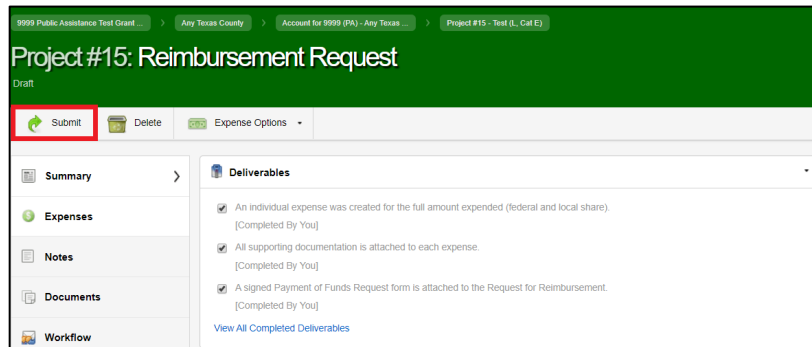 9999 Public Assistance Test Grant ... > Any Texas County > Account for 9999 (PA) - Any Texas ... > Project #15 - Test (L, Cat E)
Project #15: Reimbursement Request
Draft
Submit Delete Expense Options
Summary
Expenses
Notes
Documents
Workflow
Deliverables
An individual expense was created for the full amount expended (federal and local share).
[Completed By You]
All supporting documentation is attached to each expense.
[Completed By You]
A signed Payment of Funds Request form is attached to the Request for Reimbursement.
[Completed By You]
View All Completed Deliverables